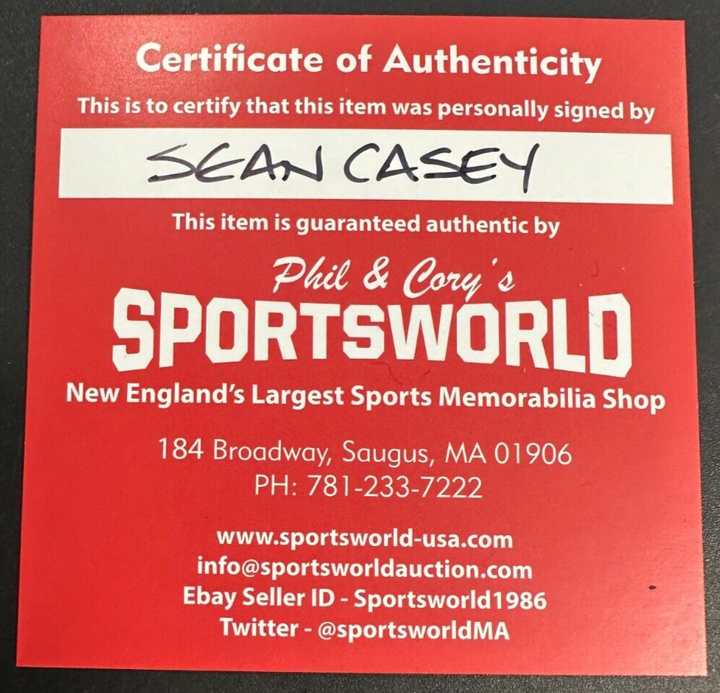 Certificate of Authenticity
This is to certify that this item was personally signed by
SEAN CASEY
This item is guaranteed authentic by
Phil & Cory's
SPORTSWORLD
New England's Largest Sports Memorabilia Shop
184 Broadway, Saugus, MA 01906
PH: 781-233-7222
www.sportsworld-usa.com
info@sportsworldauction.com
Ebay Seller ID - Sportsworld1986
Twitter - @sportsworldMA